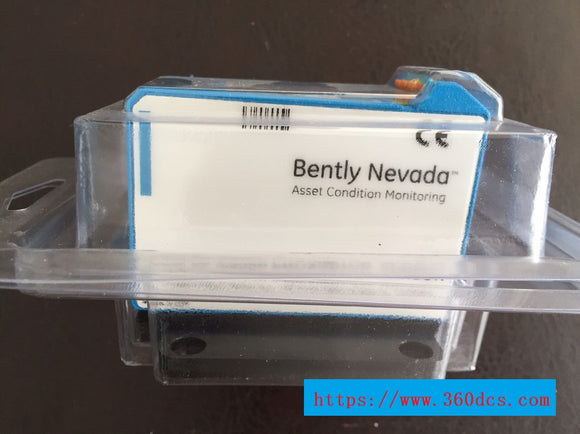 CE
Bently Nevada™
Asset Condition Monitoring
https://www.360dcs.com